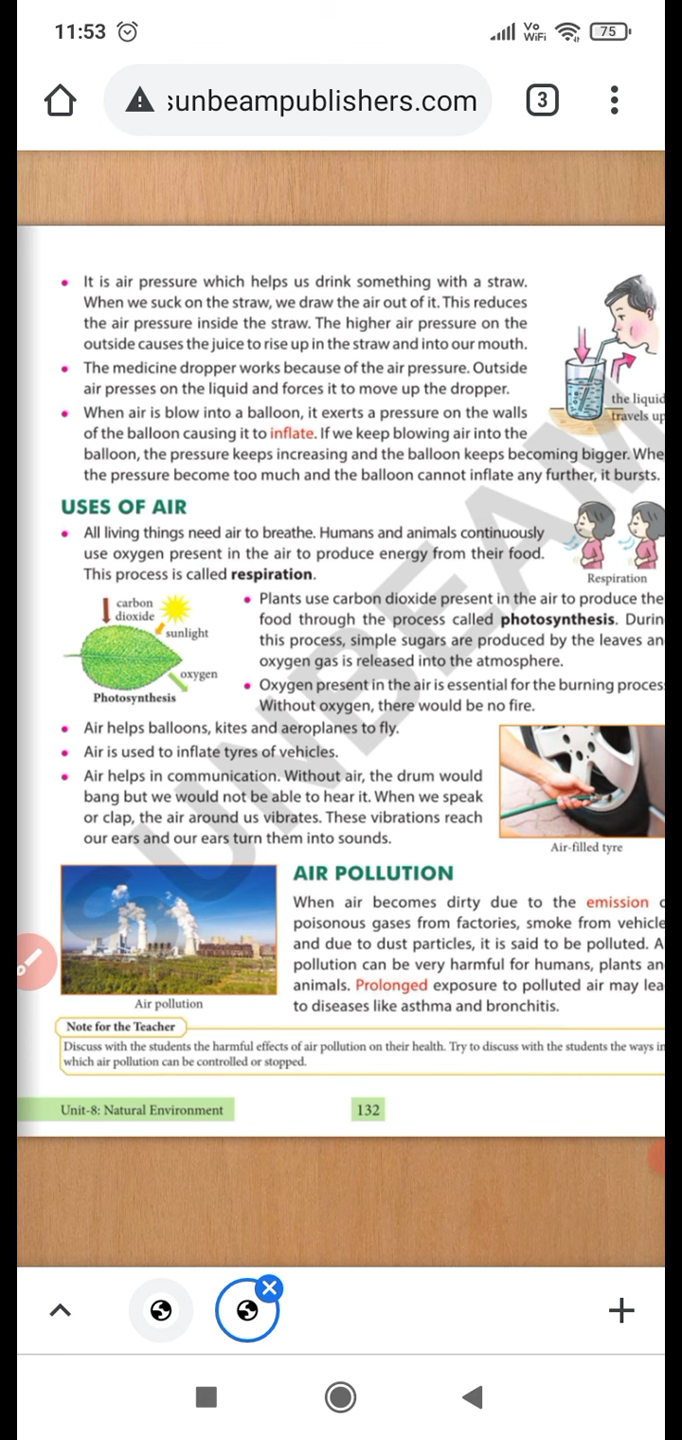 11:53
Vo
WiFi
75
sunbeampublishers.com
3
• It is air pressure which helps us drink something with a straw.
When we suck on the straw, we draw the air out of it. This reduces
the air pressure inside the straw. The higher air pressure on the
outside causes the juice to rise up in the straw and into our mouth.
• The medicine dropper works because of the air pressure. Outside
air presses on the liquid and forces it to move up the dropper.
the liquid
travels up
• When air is blow into a balloon, it exerts a pressure on the walls
of the balloon causing it to inflate. If we keep blowing air into the
balloon, the pressure keeps increasing and the balloon keeps becoming bigger. Whe
the pressure become too much and the balloon cannot inflate any further, it bursts.
USES OF AIR
• All living things need air to breathe. Humans and animals continuously
use oxygen present in the air to produce energy from their food.
This process is called respiration.
Respiration
carbon
dioxide
sunlight
oxygen
Photosynthesis
• Plants use carbon dioxide present in the air to produce the
food through the process called photosynthesis. Durin
this process, simple sugars are produced by the leaves an
oxygen gas is released into the atmosphere.
• Oxygen present in the air is essential for the burning proces
Without oxygen, there would be no fire.
• Air helps balloons, kites and aeroplanes to fly.
• Air is used to inflate tyres of vehicles.
• Air helps in communication. Without air, the drum would
bang but we would not be able to hear it. When we speak
or clap, the air around us vibrates. These vibrations reach
our ears and our ears turn them into sounds.
Air-filled tyre
AIR POLLUTION
When air becomes dirty due to the emission o
poisonous gases from factories, smoke from vehicle
and due to dust particles, it is said to be polluted. A
pollution can be very harmful for humans, plants an
animals. Prolonged exposure to polluted air may lea
to diseases like asthma and bronchitis.
Air pollution
Note for the Teacher
Discuss with the students the harmful effects of air pollution on their health. Try to discuss with the students the ways in
which air pollution can be controlled or stopped.
Unit-8: Natural Environment
132
SUNBEAM